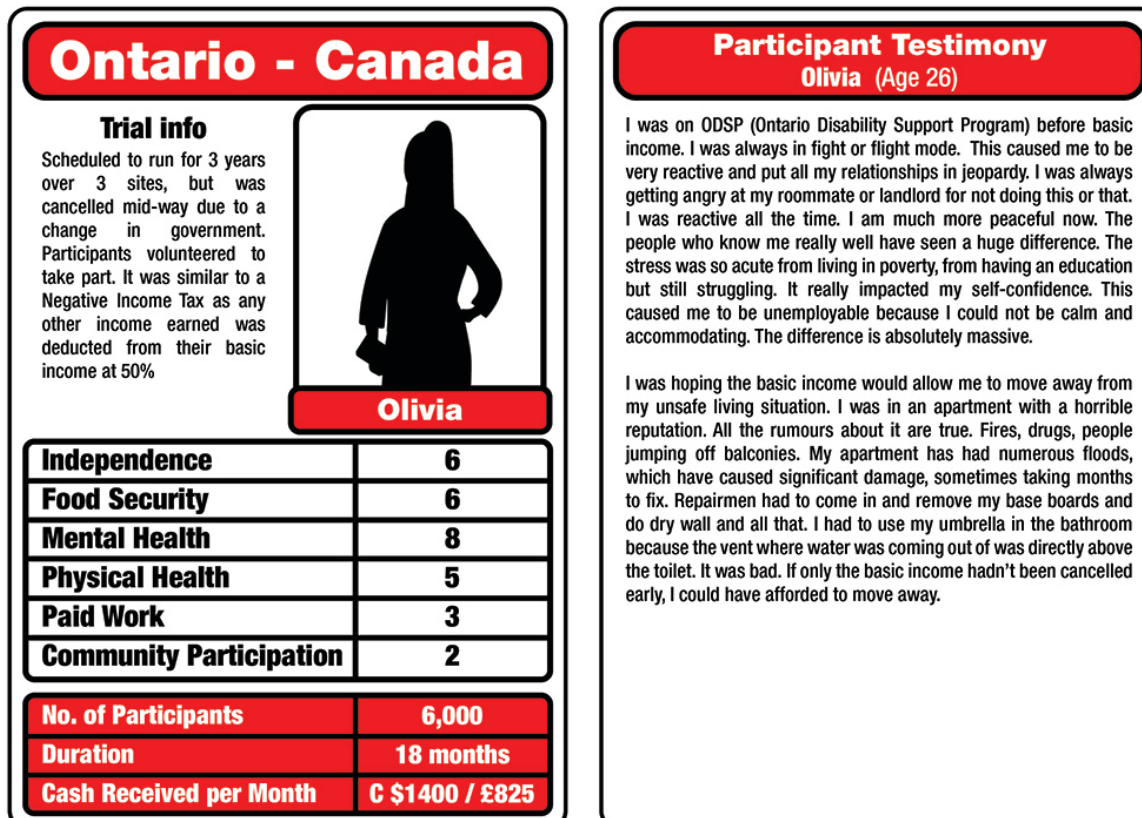 Ontario - Canada
Trial info
Scheduled to run for 3 years
over 3 sites, but was
cancelled mid-way due to a
change in government.
Participants volunteered to
take part. It was similar to a
Negative Income Tax as any
other income earned was
deducted from their basic
income at 50%
Olivia
Independence 6
Food Security 6
Mental Health 8
Physical Health 5
Paid Work 3
Community Participation 2
No. of Participants 6,000
Duration 18 months
Cash Received per Month C $1400 / £825
Participant Testimony
Olivia (Age 26)
I was on ODSP (Ontario Disability Support Program) before basic
income. I was always in fight or flight mode. This caused me to be
very reactive and put all my relationships in jeopardy. I was always
getting angry at my roommate or landlord for not doing this or that.
I was reactive all the time. I am much more peaceful now. The
people who know me really well have seen a huge difference. The
stress was so acute from living in poverty, from having an education
but still struggling. It really impacted my self-confidence. This
caused me to be unemployable because I could not be calm and
accommodating. The difference is absolutely massive.
I was hoping the basic income would allow me to move away from
my unsafe living situation. I was in an apartment with a horrible
reputation. All the rumours about it are true. Fires, drugs, people
jumping off balconies. My apartment has had numerous floods,
which have caused significant damage, sometimes taking months
to fix. Repairmen had to come in and remove my base boards and
do dry wall and all that. I had to use my umbrella in the bathroom
because the vent where water was coming out of was directly above
the toilet. It was bad. If only the basic income hadn't been cancelled
early, I could have afforded to move away.